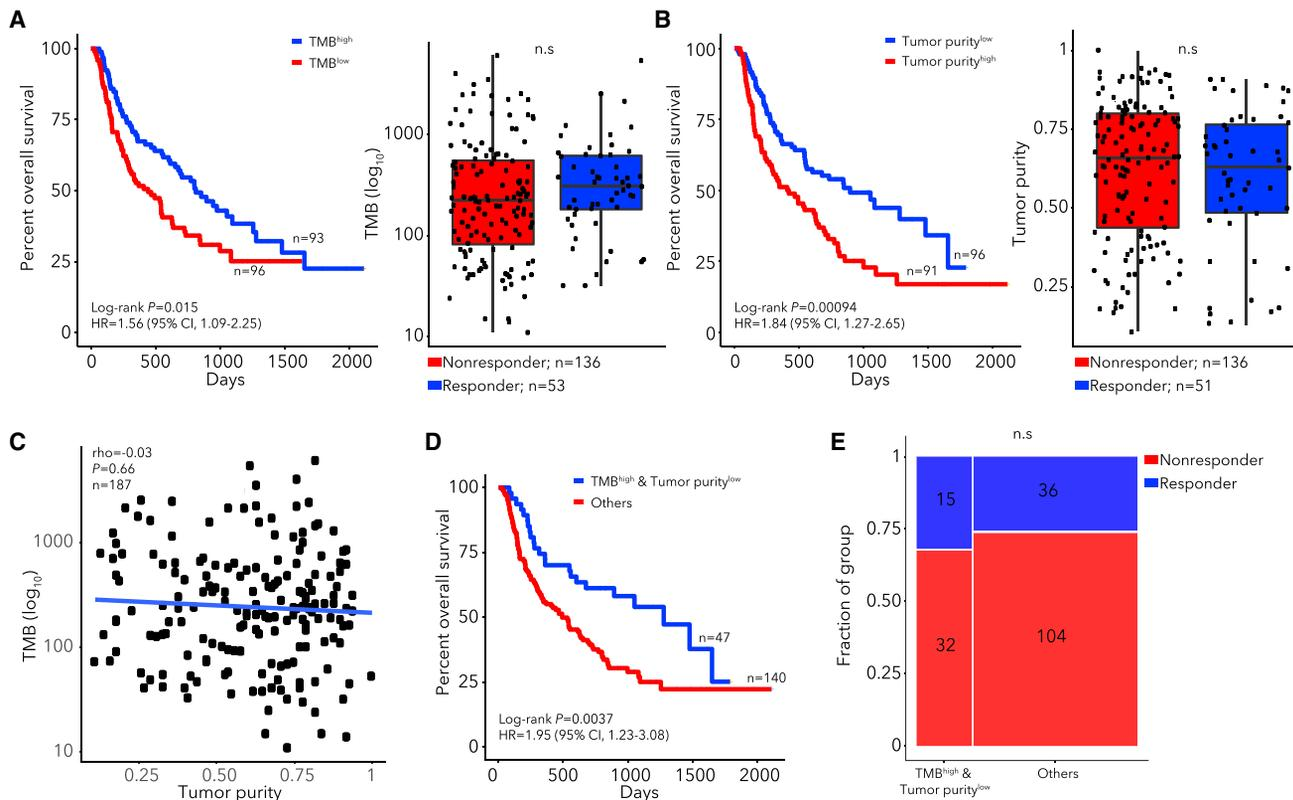 A
Percent overall survival
100
75
50
25
0
TMBhigh
TMBlow
n=93
n=96
Log-rank P=0.015
HR=1.56 (95% CI, 1.09-2.25)
0 500 1000 1500 2000
Days
n.s
TMB (log10)
1000
100
10
Nonresponder; n=136
Responder; n=53
B
Percent overall survival
100
75
50
25
0
Tumor puritylow
Tumor purityhigh
n=96
n=91
Log-rank P=0.00094
HR=1.84 (95% CI, 1.27-2.65)
0 500 1000 1500 2000
Days
n.s
Tumor purity
1
0.75
0.50
0.25
Nonresponder; n=136
Responder; n=51
C
rho=-0.03
P=0.66
n=187
TMB (log10)
1000
100
10
0.25 0.50 0.75 1
Tumor purity
D
Percent overall survival
100
75
50
25
0
TMBhigh & Tumor puritylow
Others
n=47
n=140
Log-rank P=0.0037
HR=1.95 (95% CI, 1.23-3.08)
0 500 1000 1500 2000
Days
E
n.s
Fraction of group
1
0.75
0.50
0.25
0
15 36
32 104
Nonresponder
Responder
TMBhigh &
Tumor puritylow
Others